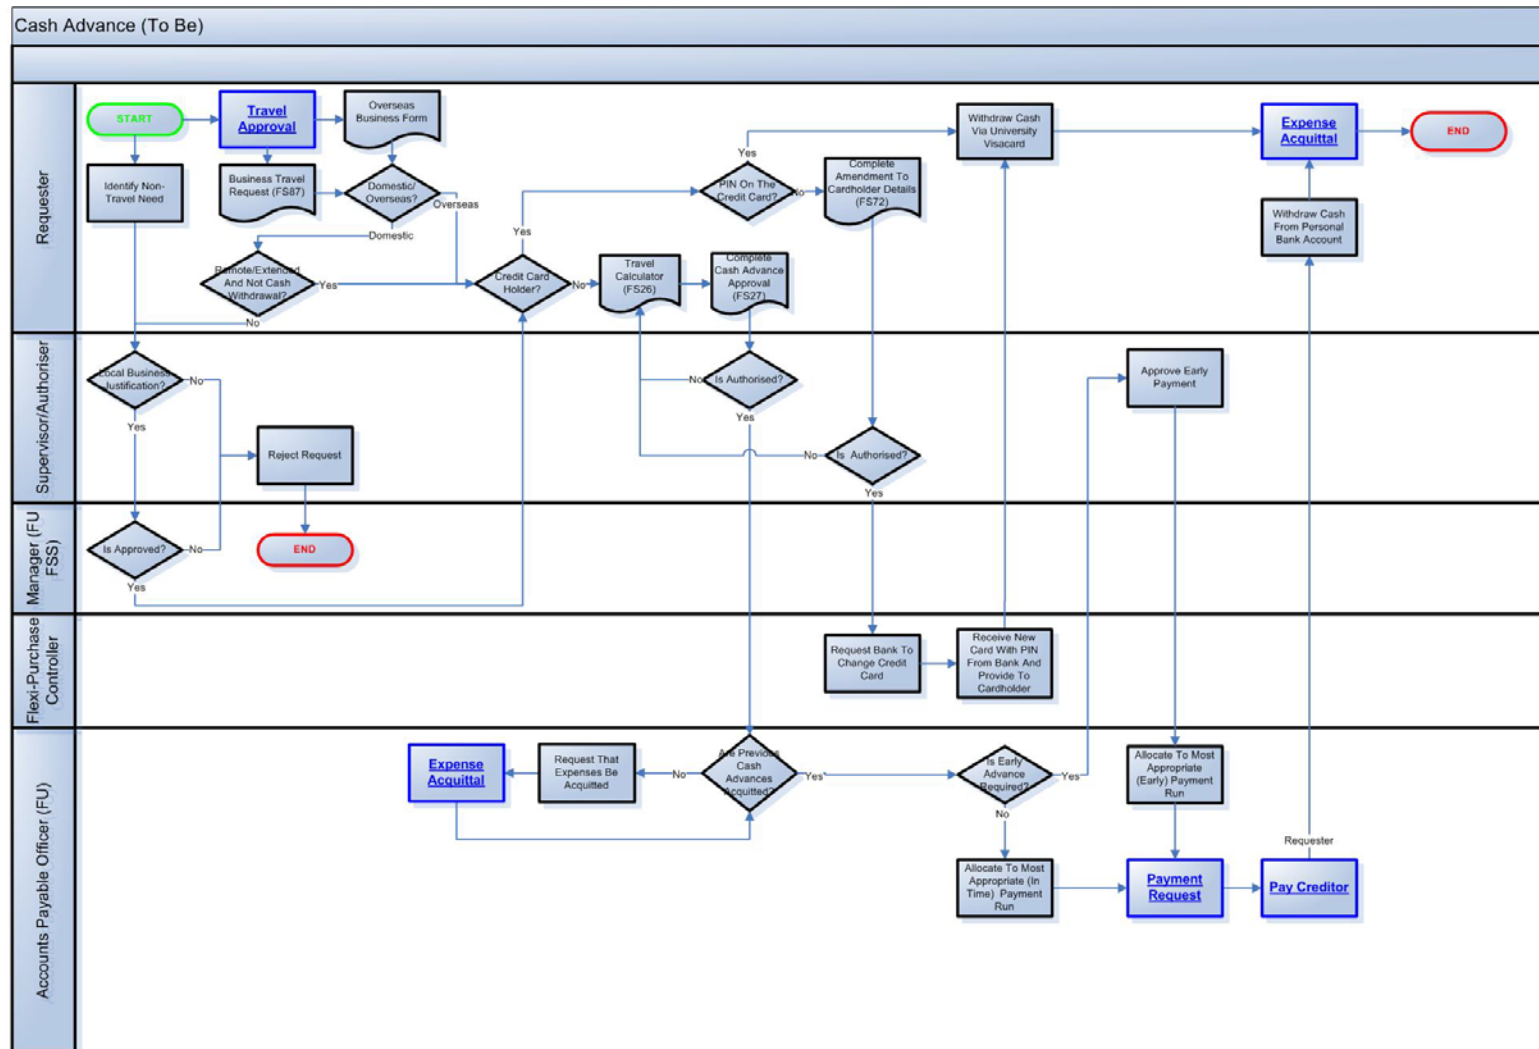 Cash Advance (To Be)
Requester
START
Travel
Approval
Overseas
Business Form
Identify Non-
Travel Need
Business Travel
Request (FS87)
Domestic/
Overseas?
Overseas
Domestic
Remote/Extended
And Not Cash
Withdrawal?
Yes
No
Credit Card
Holder?
Yes
No
Travel
Calculator
(FS26)
Complete
Cash Advance
Approval
(FS27)
PIN On The
Credit Card?
Yes
No
Complete
Amendment To
Cardholder Details
(FS72)
Withdraw Cash
Via University
Visacard
Expense
Acquittal
END
Withdraw Cash
From Personal
Bank Account
Supervisor/Authoriser
Local Business
Justification?
No
Yes
Reject Request
Is Authorised?
No
Yes
Is Authorised?
No
Yes
Approve Early
Payment
Manager (FU
FSS)
Is Approved?
No
Yes
END
Flexi-Purchase
Controller
Request Bank To
Change Credit
Card
Receive New
Card With PIN
From Bank And
Provide To
Cardholder
Accounts Payable Officer (FU)
Expense
Acquittal
Request That
Expenses Be
Acquitted
No
Are Previous
Cash
Advances
Acquitted?
Yes
Is Early
Advance
Required?
Yes
No
Allocate To Most
Appropriate
(Early) Payment
Run
Allocate To Most
Appropriate (In
Time) Payment
Run
Payment
Request
Pay Creditor
Requester